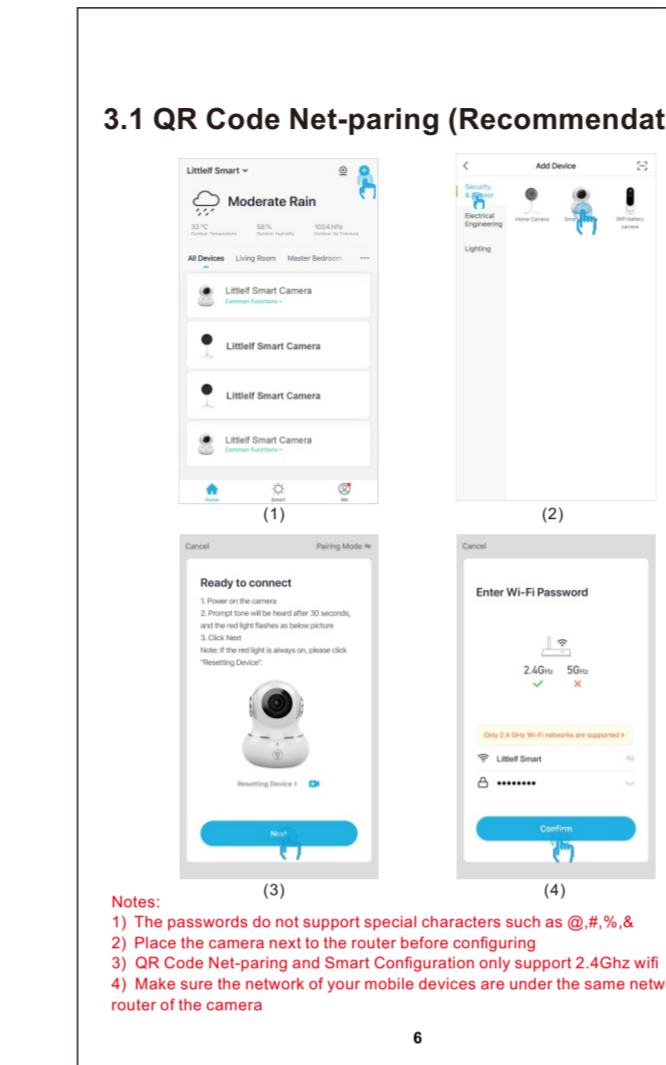 3.1 QR Code Net-paring (Recommendat
Littlelf Smart
Moderate Rain
33°C 58% 1004 hPa
Outdoor Temperature Outdoor Humidity Outdoor Air Pressure
All Devices Living Room Master Bedroom ...
Littlelf Smart Camera
Common Functions
Littlelf Smart Camera
Littlelf Smart Camera
Littlelf Smart Camera
Common Functions
Home Smart Me
(1)
Add Device
Security
&
Electrical
Engineering
Lighting
Home Camera WIFI battery
camera
(2)
Cancel Pairing Mode
Ready to connect
1. Power on the camera
2. Prompt tone will be heard after 30 seconds,
and the red light flashes as below picture
3. Click Next
Note: If the red light is always on, please click
"Resetting Device".
Resetting Device >
Next
(3)
Cancel
Enter Wi-Fi Password
2.4GHz 5GHz
Only 2.4 GHz Wi-Fi networks are supported >
Littlelf Smart
••••••••
Confirm
(4)
Notes:
1) The passwords do not support special characters such as @,#,%,&
2) Place the camera next to the router before configuring
3) QR Code Net-paring and Smart Configuration only support 2.4Ghz wifi
4) Make sure the network of your mobile devices are under the same netw
router of the camera
6